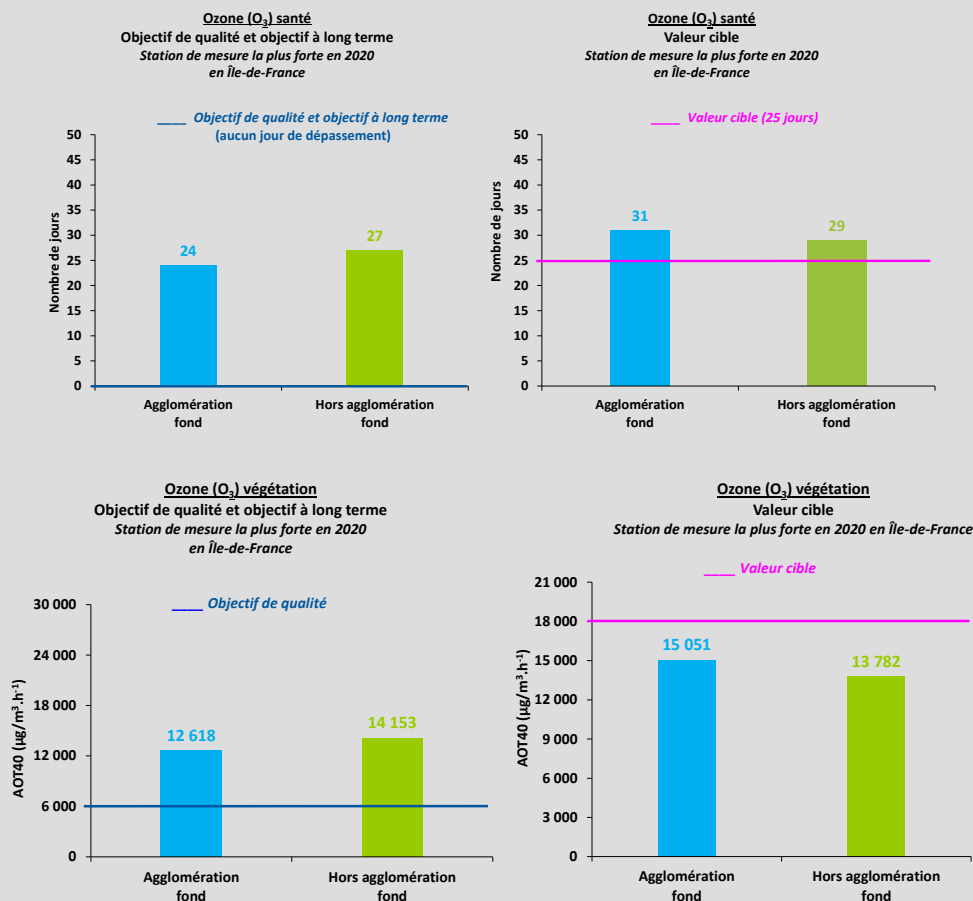 Ozone (O₃) santé
Objectif de qualité et objectif à long terme
Station de mesure la plus forte en 2020
en Île-de-France
____ Objectif de qualité et objectif à long terme
(aucun jour de dépassement)
Nombre de jours
50
45
40
35
30
25
20
15
10
5
0
24
27
Agglomération
fond
Hors agglomération
fond
Ozone (O₃) santé
Valeur cible
Station de mesure la plus forte en 2020
en Île-de-France
____ Valeur cible (25 jours)
Nombre de jours
50
45
40
35
30
25
20
15
10
5
0
31
29
Agglomération
fond
Hors agglomération
fond
Ozone (O₃) végétation
Objectif de qualité et objectif à long terme
Station de mesure la plus forte en 2020
en Île-de-France
____ Objectif de qualité
AOT40 (µg/m³.h⁻¹)
30 000
24 000
18 000
12 000
6 000
0
12 618
14 153
Agglomération
fond
Hors agglomération
fond
Ozone (O₃) végétation
Valeur cible
Station de mesure la plus forte en 2020 en Île-de-France
____ Valeur cible
AOT40 (µg/m³.h⁻¹)
21 000
18 000
15 000
12 000
9 000
6 000
3 000
0
15 051
13 782
Agglomération
fond
Hors agglomération
fond